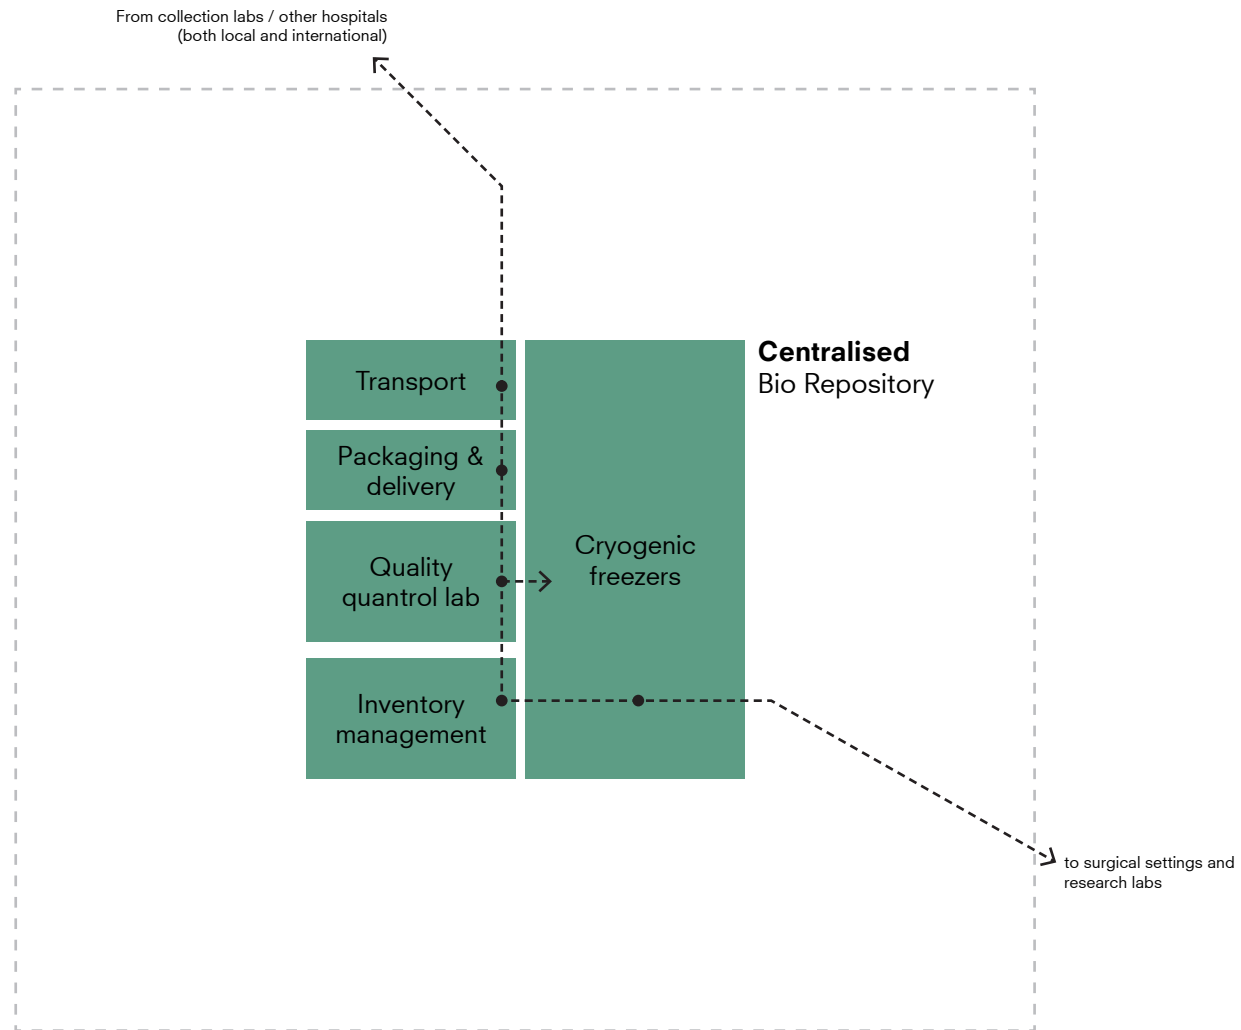 From collection labs / other hospitals
(both local and international)
Transport
Packaging &
delivery
Quality
quantrol lab
Inventory
management
Cryogenic
freezers
Centralised
Bio Repository
to surgical settings and
research labs